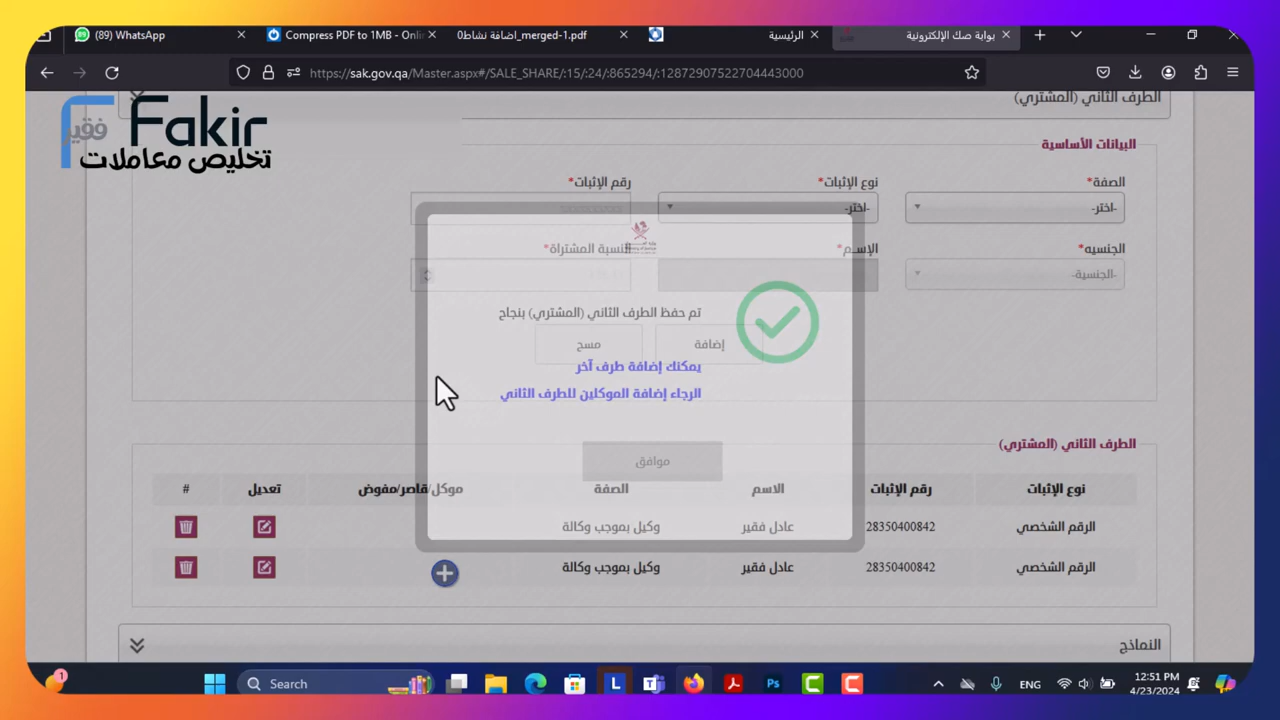 (89) WhatsApp
Compress PDF to 1MB - Onli
اضافة نشاط0_merged-1.pdf
الرئيسية
بوابة صك الإلكترونية
https://sak.gov.qa/Master.aspx#/SALE_SHARE/:15/:24/:865294/:12872907522704443000
Fakir
فقير
تخليص معاملات
الطرف الثاني (المشتري)
البيانات الأساسية
الصفة*
نوع الإثبات*
رقم الإثبات*
-اختر-
-اختر-
الجنسيه*
الإسم*
النسبة المشتراة*
-الجنسية-
تم حفظ الطرف الثاني (المشتري) بنجاح
إضافة
مسح
يمكنك إضافة طرف آخر
الرجاء إضافة الموكلين للطرف الثاني
موافق
الطرف الثاني (المشتري)
نوع الإثبات
رقم الإثبات
الاسم
الصفة
موكل/قاصر/مفوض
تعديل
#
الرقم الشخصي
28350400842
عادل فقير
وكيل بموجب وكالة
الرقم الشخصي
28350400842
عادل فقير
وكيل بموجب وكالة
النماذج
1
Search
L
Ps
ENG
12:51 PM
4/23/2024